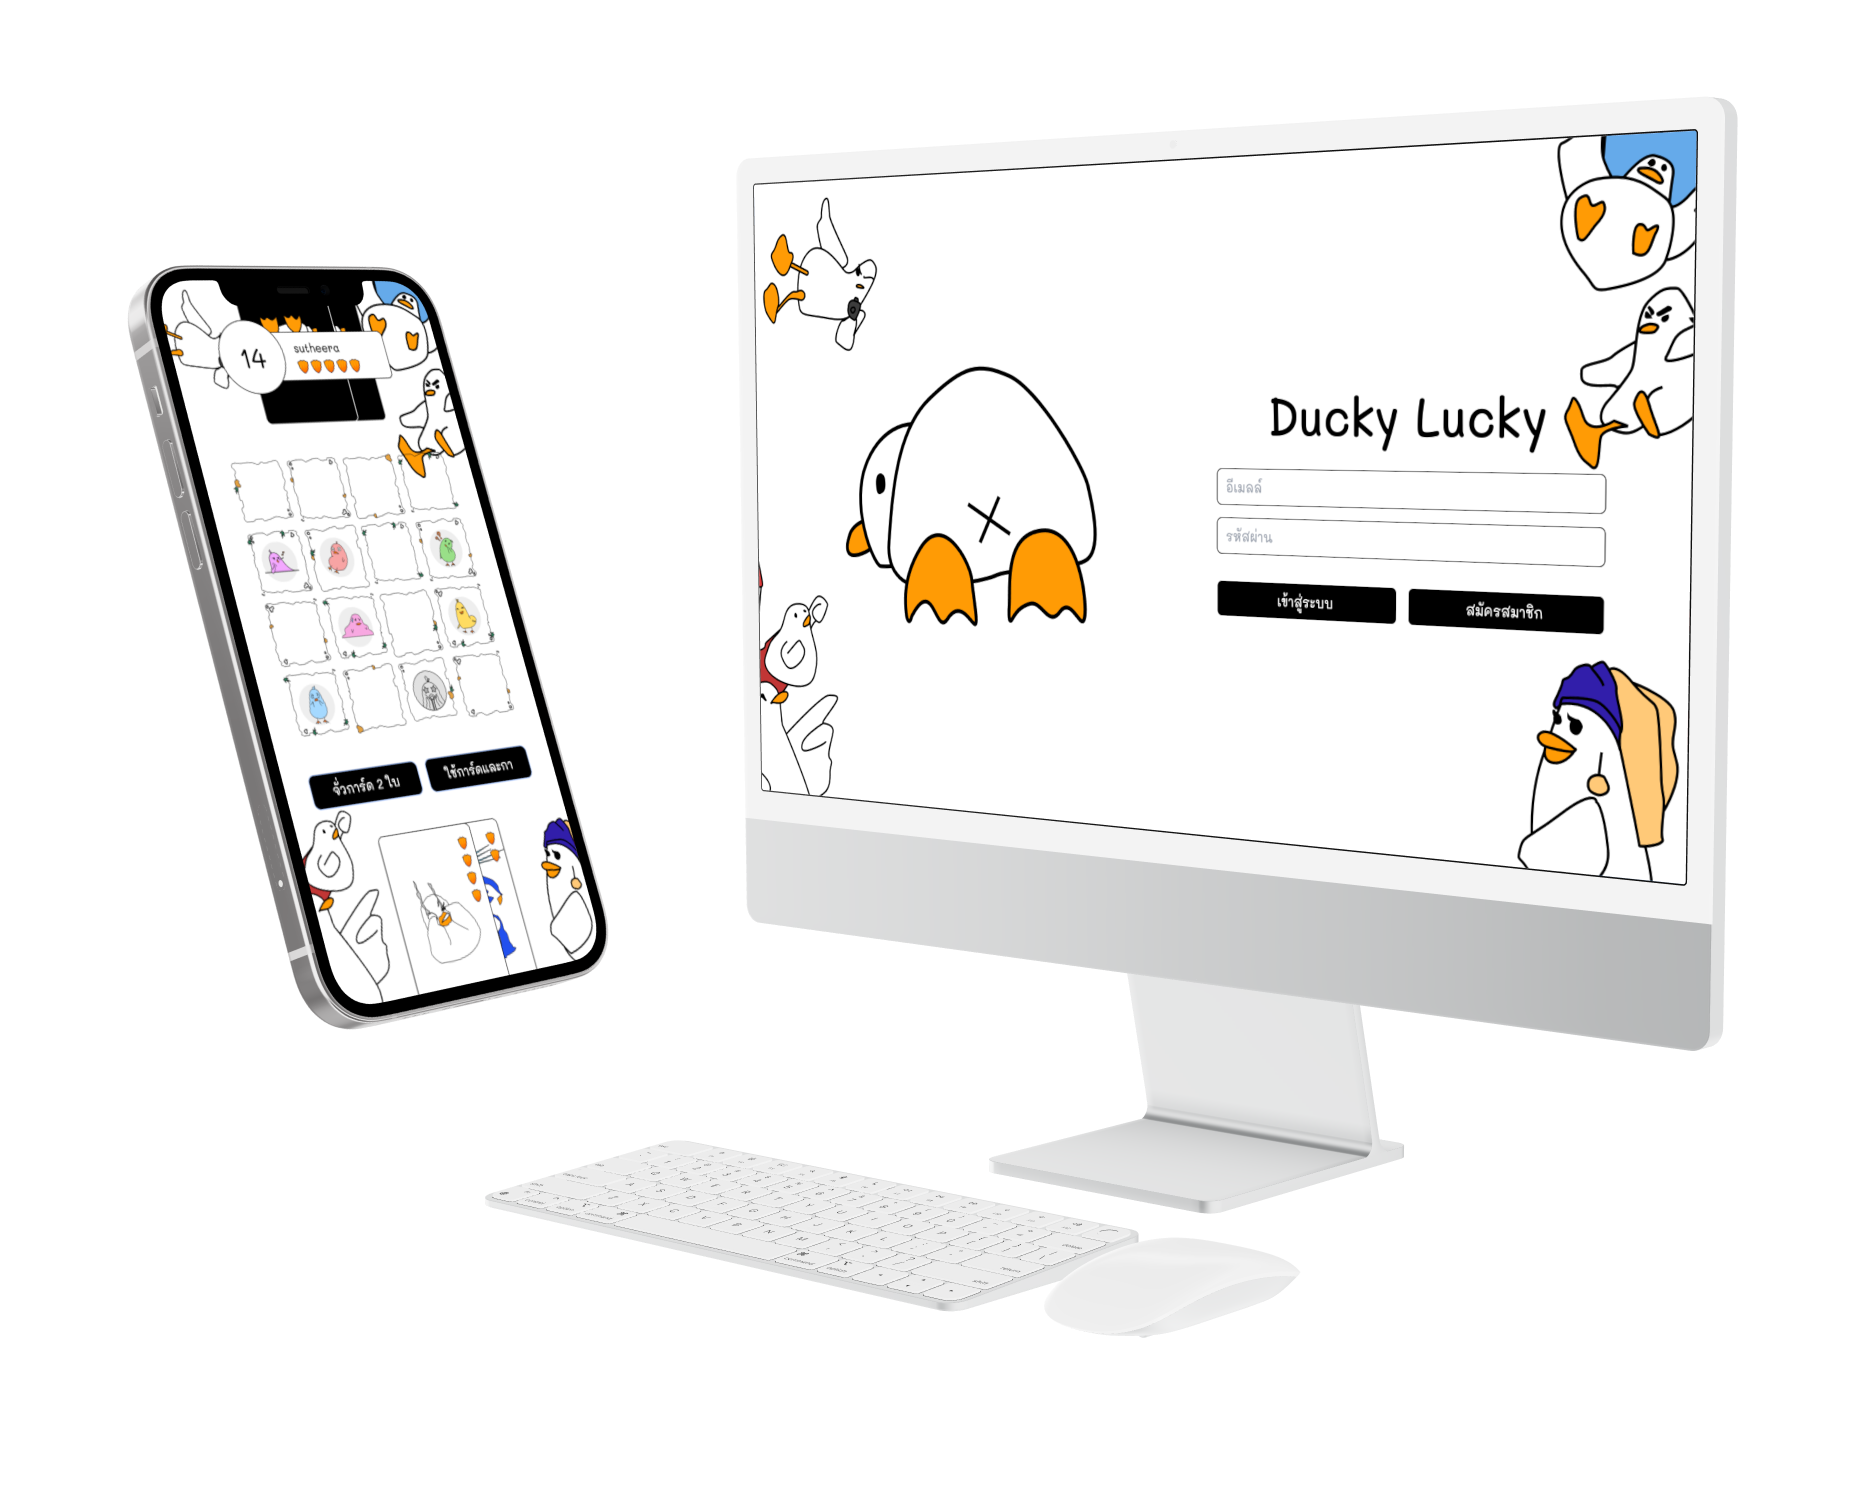 14
sutheera
จั่วการ์ด 2 ใบ
ใช้การ์ดและกา
Ducky Lucky
อีเมลล์
รหัสผ่าน
เข้าสู่ระบบ
สมัครสมาชิก